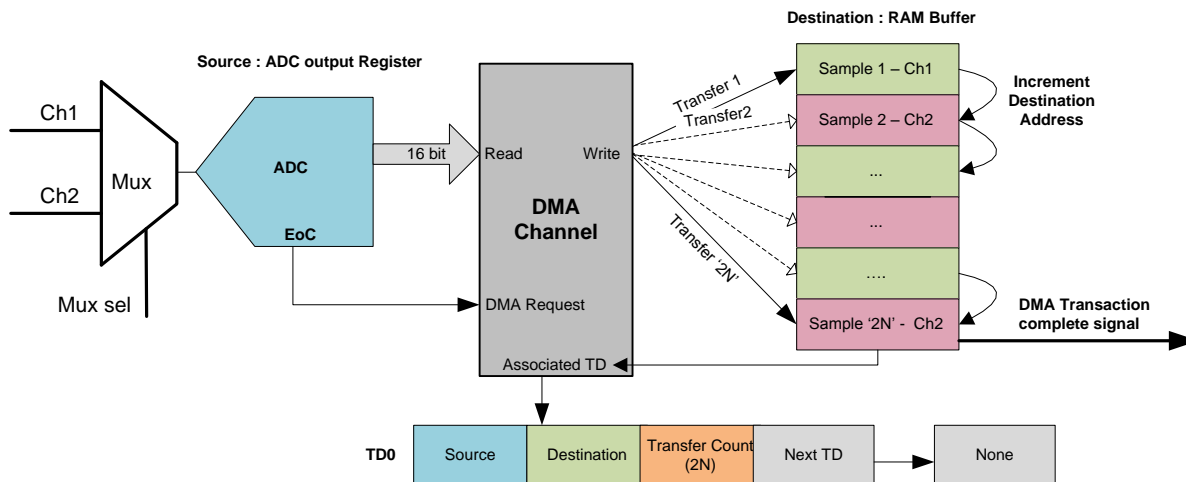 Destination : RAM Buffer
Source : ADC output Register
Ch1
Ch2
Mux
Mux sel
ADC
EoC
16 bit
Read
Write
DMA
Channel
DMA Request
Associated TD
Transfer 1
Transfer2
Transfer ‘2N’
Sample 1 – Ch1
Sample 2 – Ch2
...
...
....
Sample ‘2N’ - Ch2
Increment
Destination
Address
DMA Transaction
complete signal
TD0
Source
Destination
Transfer Count
(2N)
Next TD
None